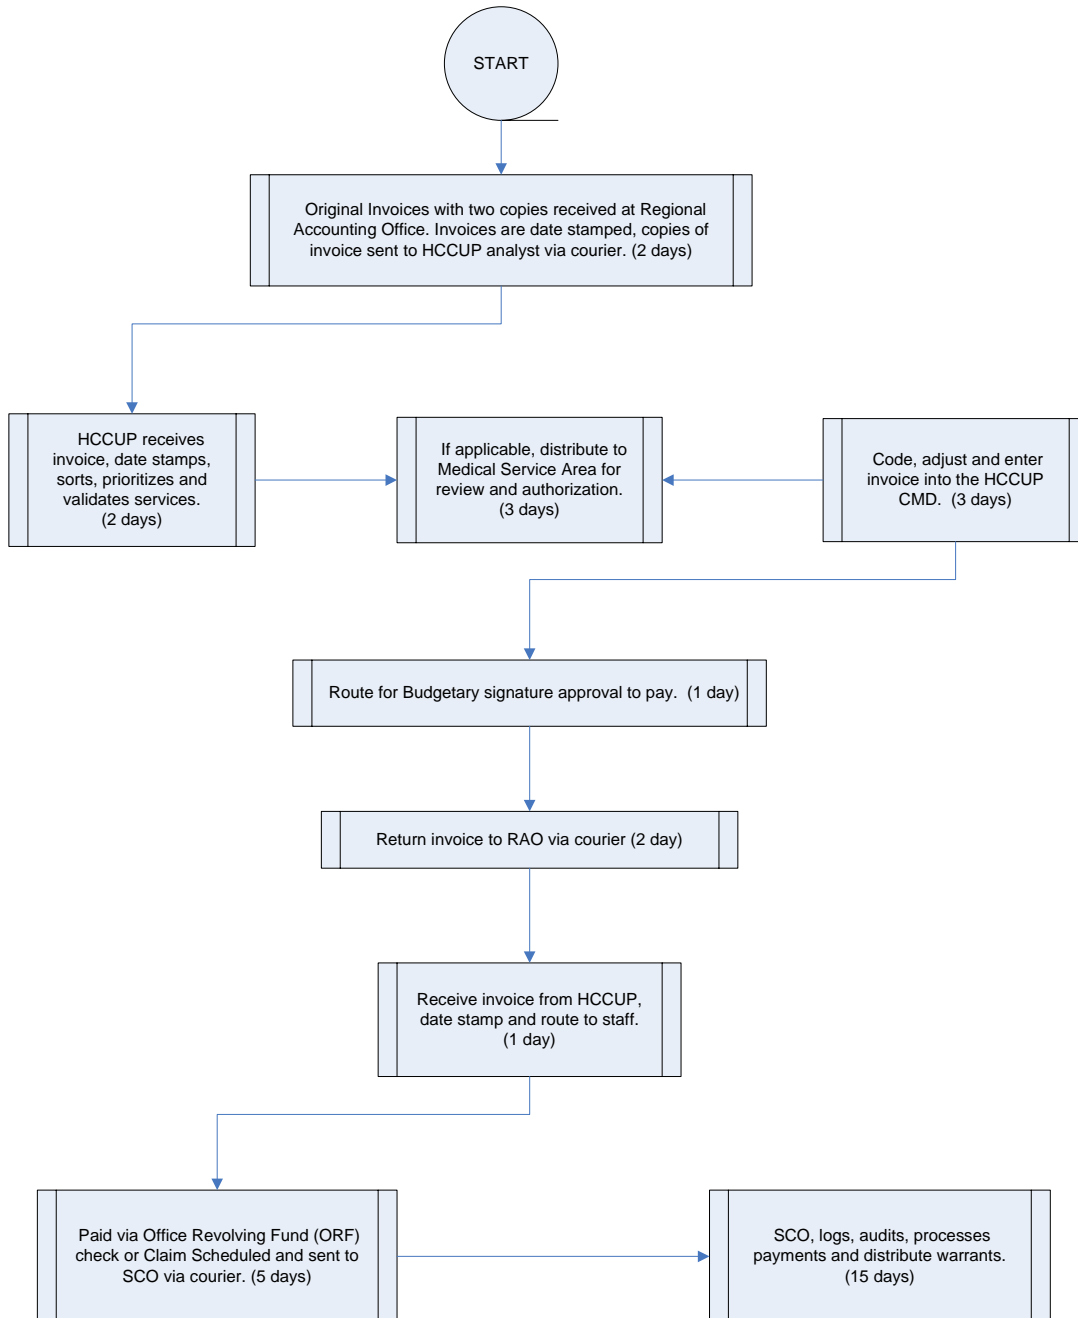 START
Original Invoices with two copies received at Regional
Accounting Office. Invoices are date stamped, copies of
invoice sent to HCCUP analyst via courier. (2 days)
HCCUP receives
invoice, date stamps,
sorts, prioritizes and
validates services.
(2 days)
If applicable, distribute to
Medical Service Area for
review and authorization.
(3 days)
Code, adjust and enter
invoice into the HCCUP
CMD. (3 days)
Route for Budgetary signature approval to pay. (1 day)
Return invoice to RAO via courier (2 day)
Receive invoice from HCCUP,
date stamp and route to staff.
(1 day)
Paid via Office Revolving Fund (ORF)
check or Claim Scheduled and sent to
SCO via courier. (5 days)
SCO, logs, audits, processes
payments and distribute warrants.
(15 days)